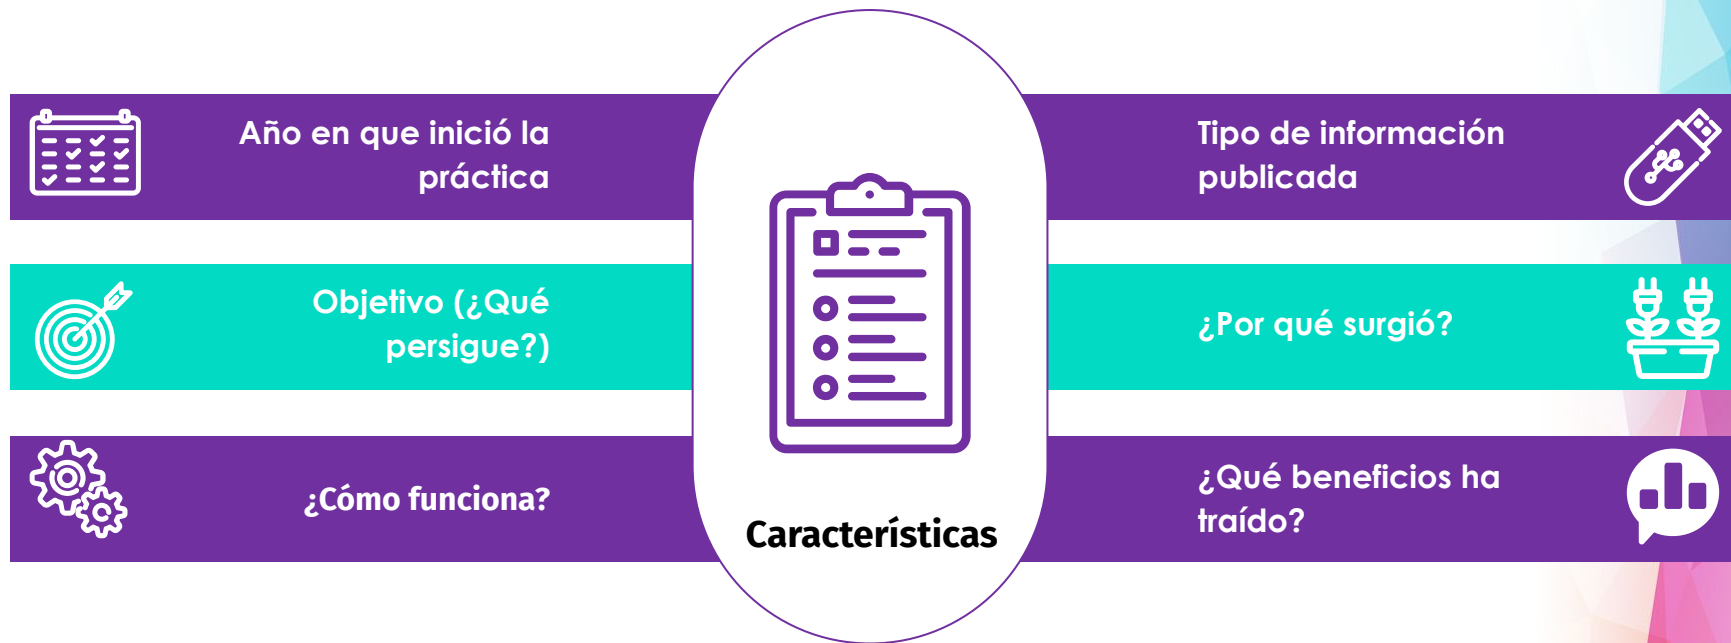 Año en que inició la
práctica
Objetivo (¿Qué
persigue?)
¿Cómo funciona?
Características
Tipo de información
publicada
¿Por qué surgió?
¿Qué beneficios ha
traído?